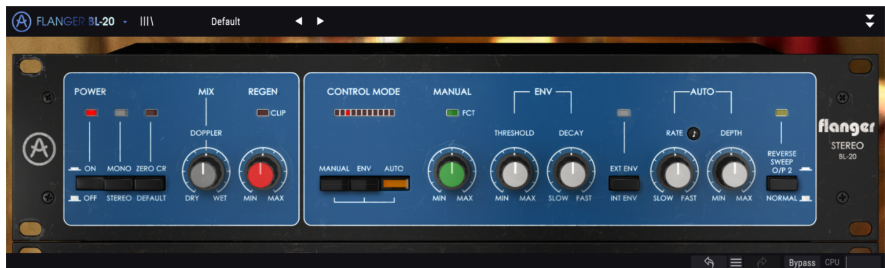 FLANGER BL-20
Default
POWER
MIX
REGEN
CLIP
DOPPLER
ON
MONO
ZERO CR
OFF
STEREO
DEFAULT
DRY
WET
MIN
MAX
CONTROL MODE
MANUAL
ENV
AUTO
FCT
THRESHOLD
DECAY
RATE
DEPTH
MANUAL
ENV
AUTO
MIN
MAX
MIN
MAX
SLOW
FAST
EXT ENV
INT ENV
SLOW
FAST
MIN
MAX
REVERSE
SWEEP
O/P 2
NORMAL
flanger
STEREO
BL-20
Bypass
CPU